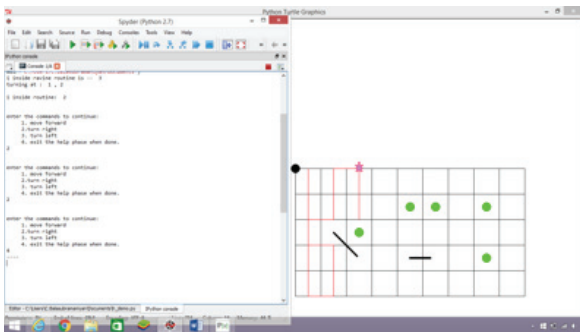 Python Turtle Graphics
Spyder (Python 2.7)
File Edit Search Source Run Debug Consoles Tools View Help
IPython console
Console 1/A
i inside ravine routine is -- 3
turning at : 1 , 2
i inside routine: 2
enter the commands to continue:
1. move forward
2.turn right
3. turn left
4. exit the help phase when done.
2
enter the commands to continue:
1. move forward
2.turn right
3. turn left
4. exit the help phase when done.
2
enter the commands to continue:
1. move forward
2.turn right
3. turn left
4. exit the help phase when done.
4
----
IPython console